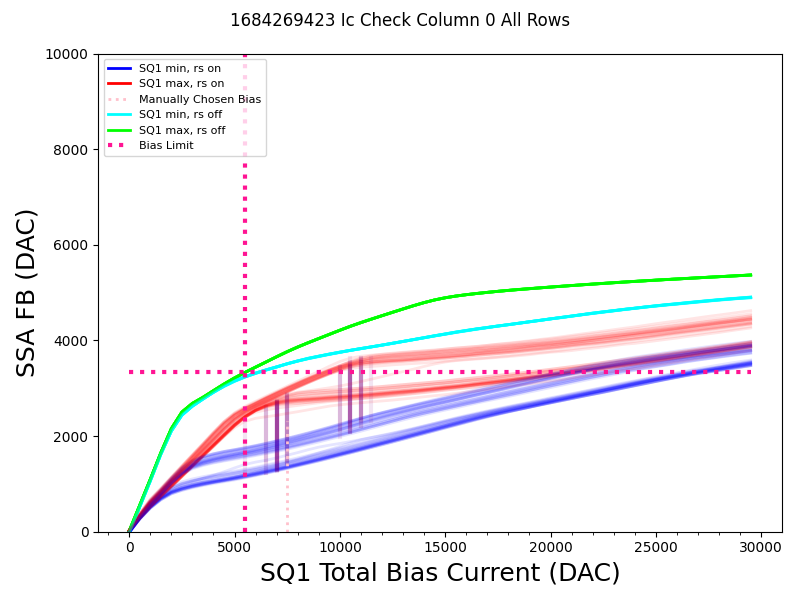 1684269423 Ic Check Column 0 All Rows
10000
8000
6000
4000
2000
0
SSA FB (DAC)
SQ1 min, rs on
SQ1 max, rs on
Manually Chosen Bias
SQ1 min, rs off
SQ1 max, rs off
Bias Limit
0
5000
10000
15000
20000
25000
30000
SQ1 Total Bias Current (DAC)